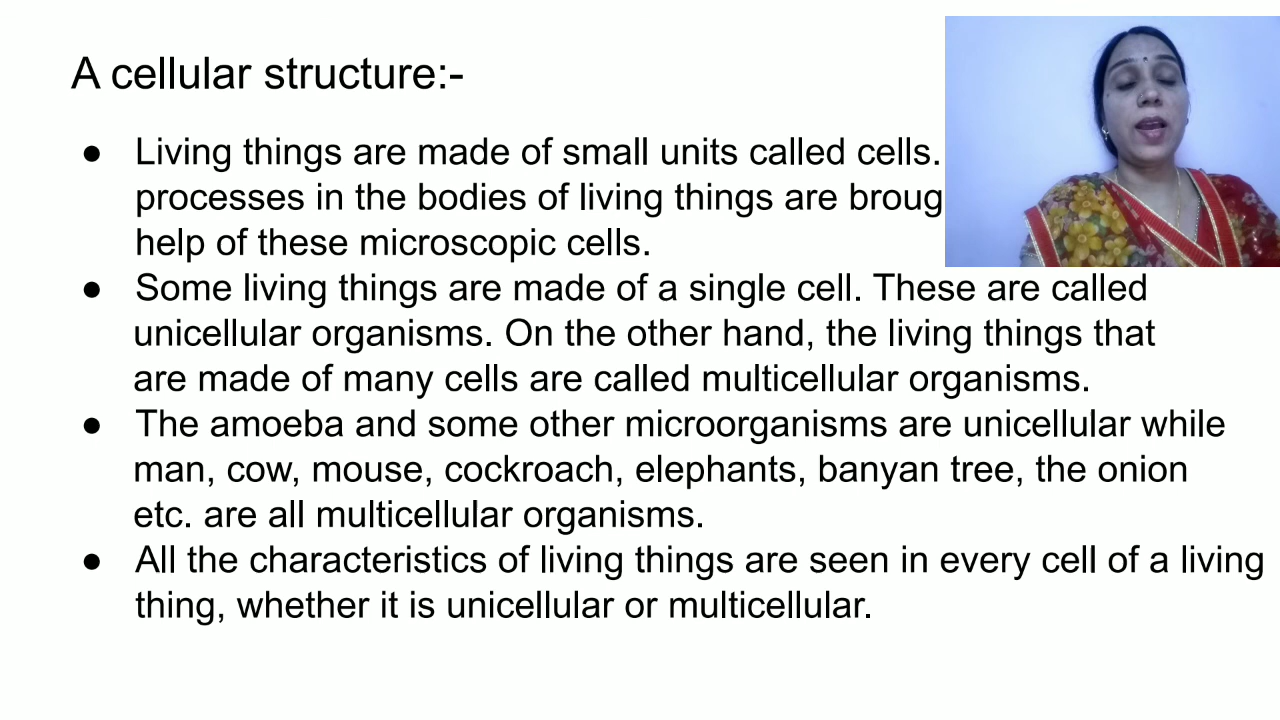 A cellular structure:-
● Living things are made of small units called cells.
processes in the bodies of living things are
help of these microscopic cells.
● Some living things are made of a single cell. These are called
unicellular organisms. On the other hand, the living things that
are made of many cells are called multicellular organisms.
● The amoeba and some other microorganisms are unicellular while
man, cow, mouse, cockroach, elephants, banyan tree, the onion
etc. are all multicellular organisms.
● All the characteristics of living things are seen in every cell of a living
thing, whether it is unicellular or multicellular.